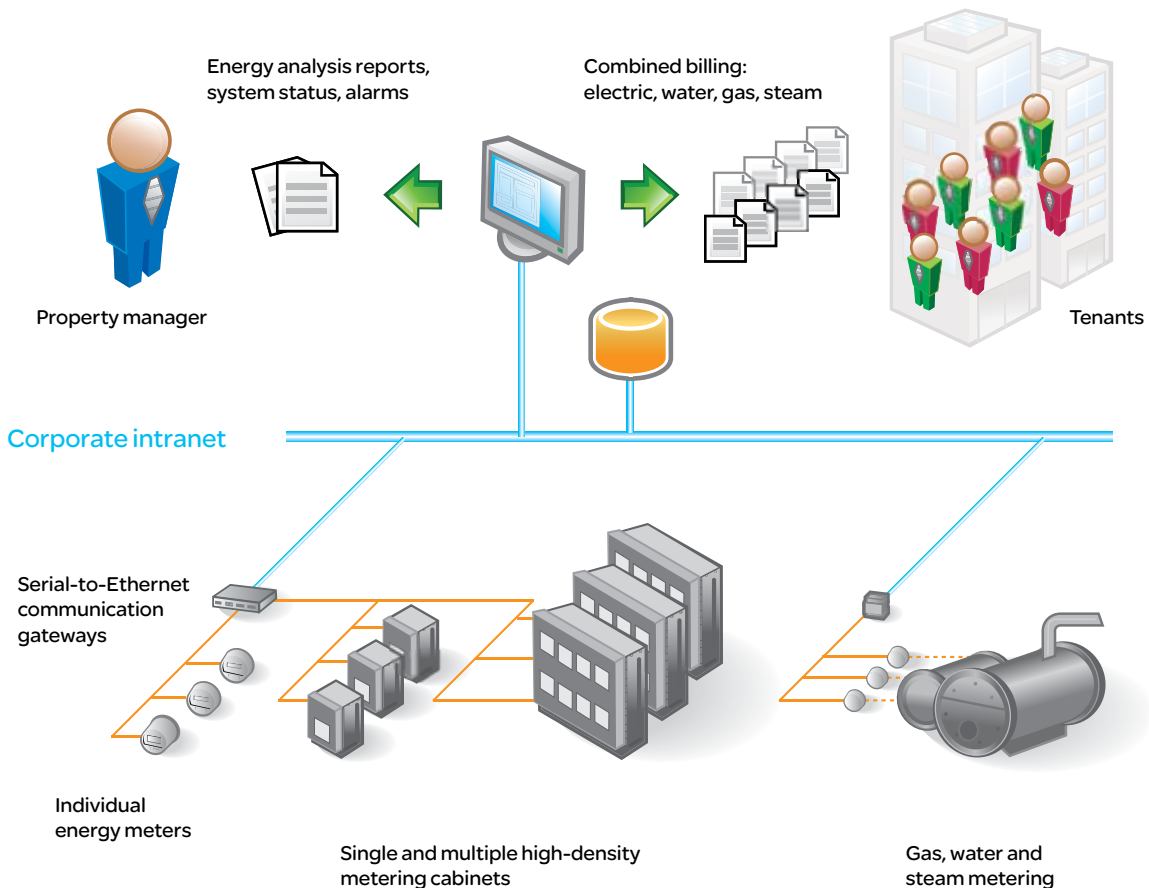 Energy analysis reports,
system status, alarms
Combined billing:
electric, water, gas, steam
Property manager
Tenants
Corporate intranet
Serial-to-Ethernet
communication
gateways
Individual
energy meters
Single and multiple high-density
metering cabinets
Gas, water and
steam metering